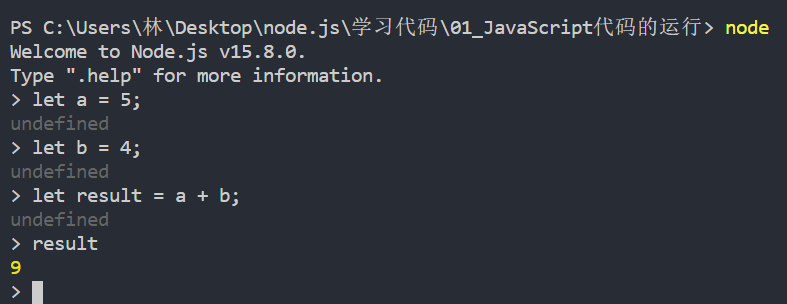 PS C:\Users\林\Desktop\node.js\学习代码\01_JavaScript代码的运行> node
Welcome to Node.js v15.8.0.
Type ".help" for more information.
> let a = 5;
undefined
> let b = 4;
undefined
> let result = a + b;
undefined
> result
9
>